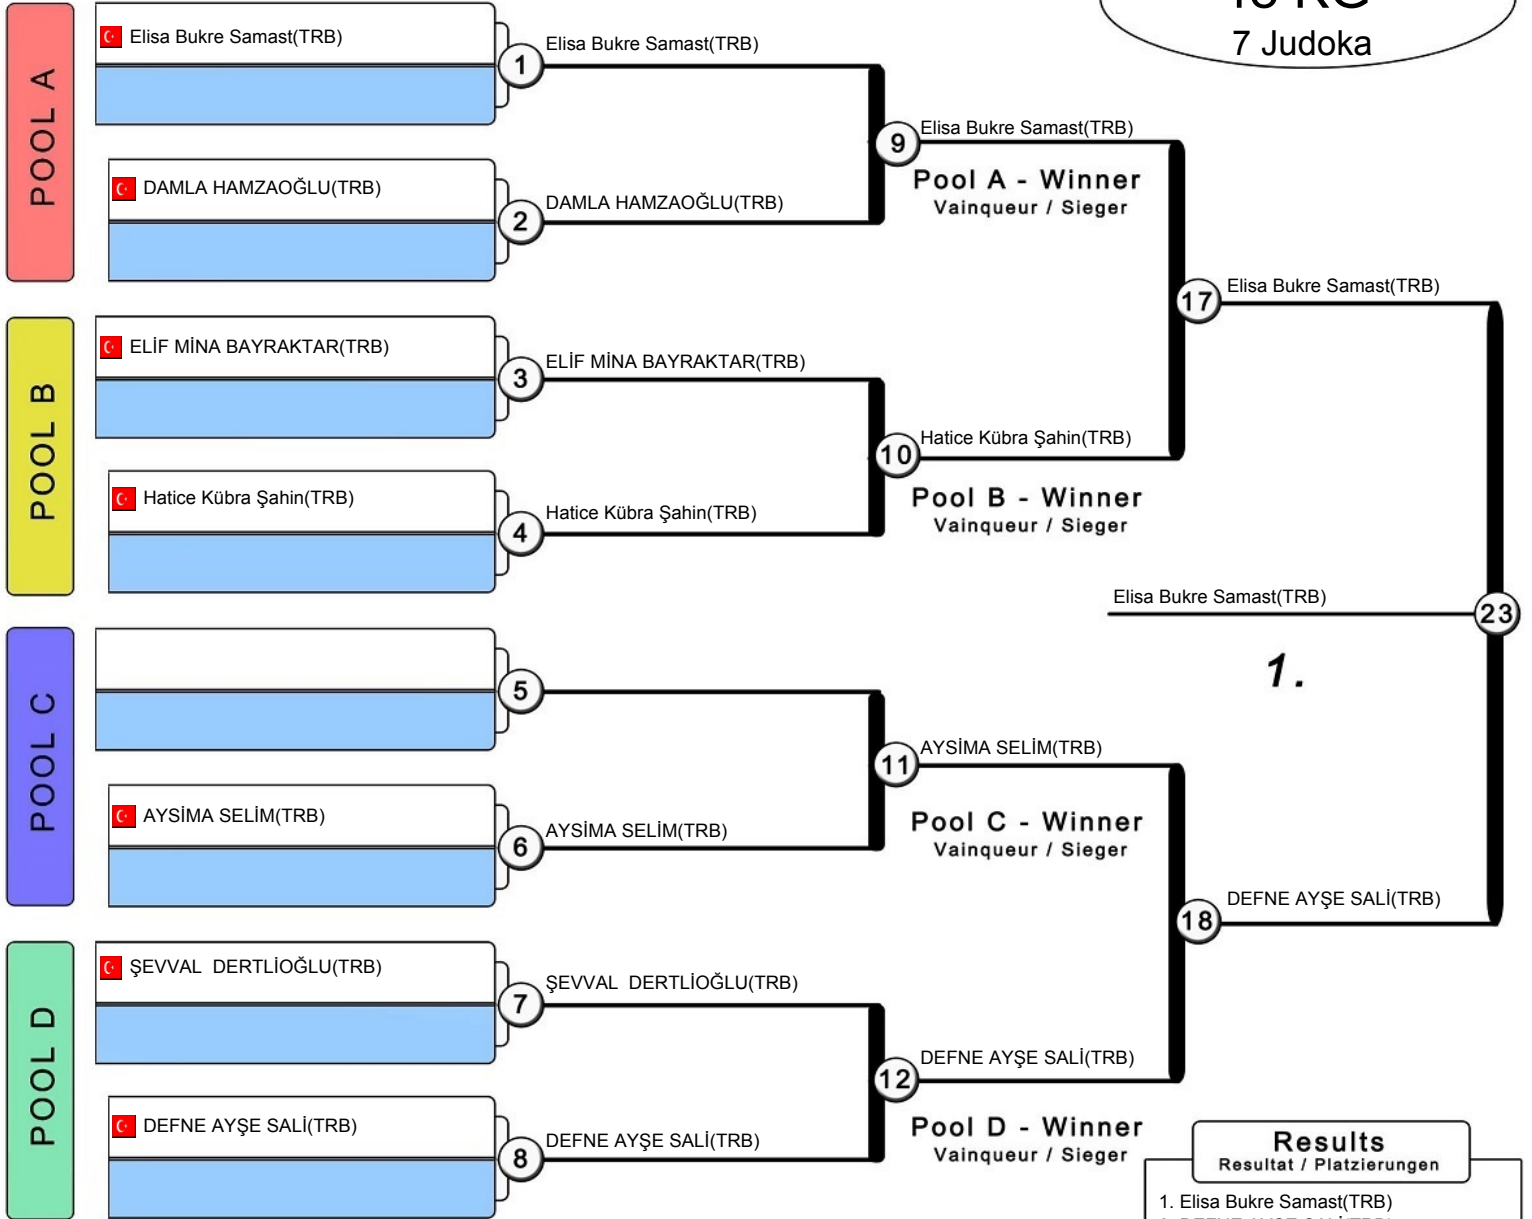 KG
7 Judoka
POOL A
Elisa Bukre Samast(TRB)
1
Elisa Bukre Samast(TRB)
DAMLA HAMZAOĞLU(TRB)
2
DAMLA HAMZAOĞLU(TRB)
9
Elisa Bukre Samast(TRB)
Pool A - Winner
Vainqueur / Sieger
POOL B
ELİF MİNA BAYRAKTAR(TRB)
3
ELİF MİNA BAYRAKTAR(TRB)
Hatice Kübra Şahin(TRB)
4
Hatice Kübra Şahin(TRB)
10
Hatice Kübra Şahin(TRB)
Pool B - Winner
Vainqueur / Sieger
17
Elisa Bukre Samast(TRB)
Elisa Bukre Samast(TRB)
23
1.
POOL C
5
AYSİMA SELİM(TRB)
6
AYSİMA SELİM(TRB)
11
AYSİMA SELİM(TRB)
Pool C - Winner
Vainqueur / Sieger
18
DEFNE AYŞE SALİ(TRB)
POOL D
ŞEVVAL  DERTLİOĞLU(TRB)
7
ŞEVVAL  DERTLİOĞLU(TRB)
DEFNE AYŞE SALİ(TRB)
8
DEFNE AYŞE SALİ(TRB)
12
DEFNE AYŞE SALİ(TRB)
Pool D - Winner
Vainqueur / Sieger
Results
Resultat / Platzierungen
1. Elisa Bukre Samast(TRB)